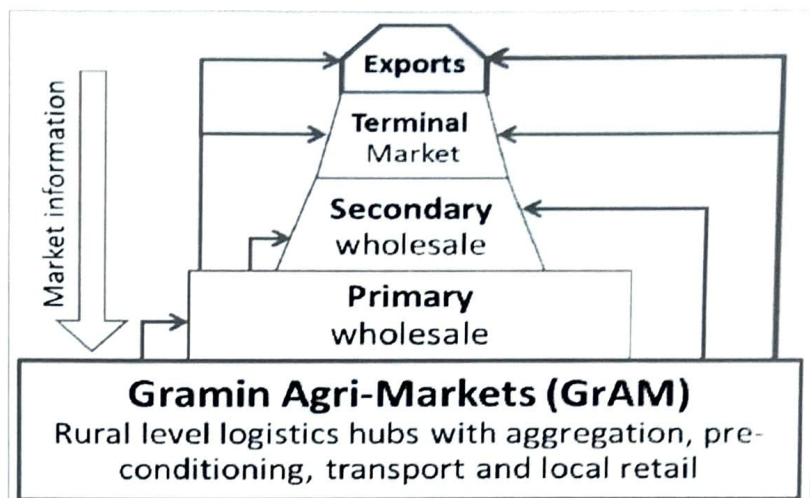 Market information
Exports
Terminal
Market
Secondary
wholesale
Primary
wholesale
Gramin Agri-Markets (GrAM)
Rural level logistics hubs with aggregation, pre-
conditioning, transport and local retail